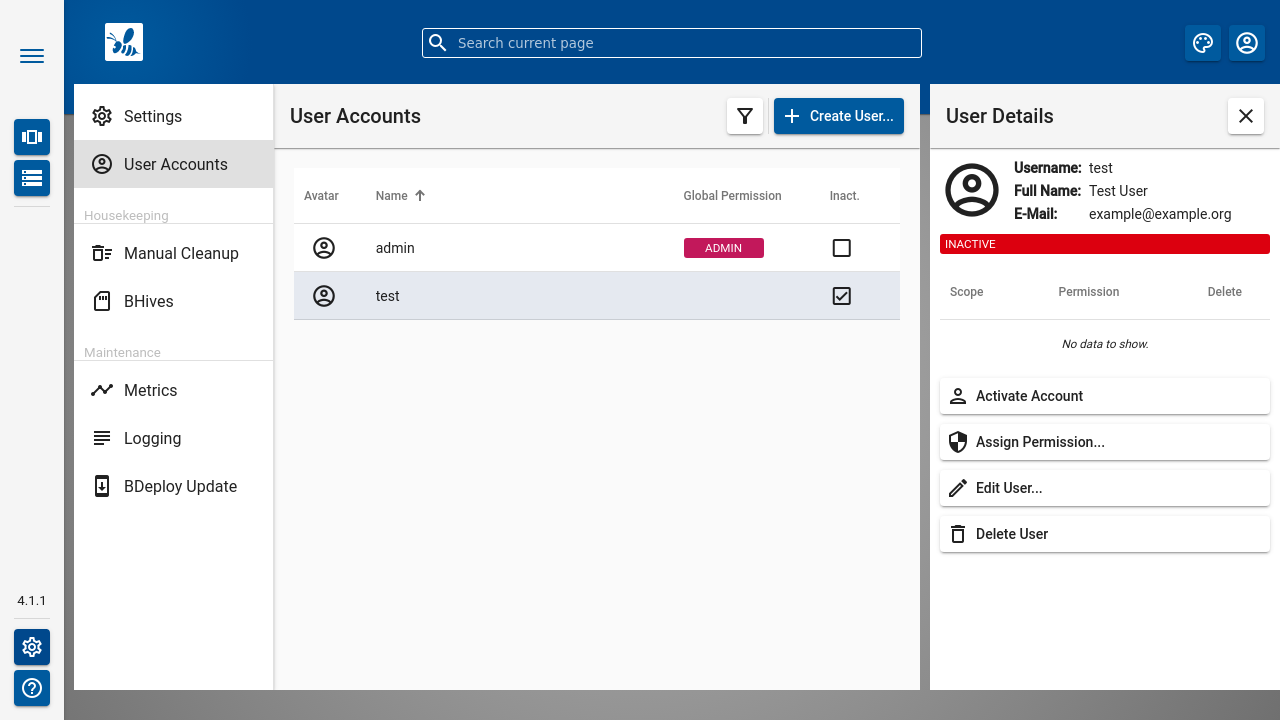 Search current page
Settings
User Accounts
Housekeeping
Manual Cleanup
BHives
Maintenance
Metrics
Logging
BDeploy Update
4.1.1
User Accounts
Create User...
Avatar Name Global Permission Inact.
admin ADMIN
test
User Details
Username: test
Full Name: Test User
E-Mail: example@example.org
INACTIVE
Scope Permission Delete
No data to show.
Activate Account
Assign Permission...
Edit User...
Delete User